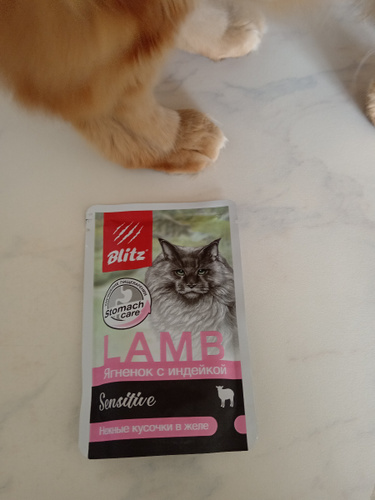 Blitz
Stomach
care
LAMB
Ягненок с индейкой
Sensitive
Нежные кусочки в желе